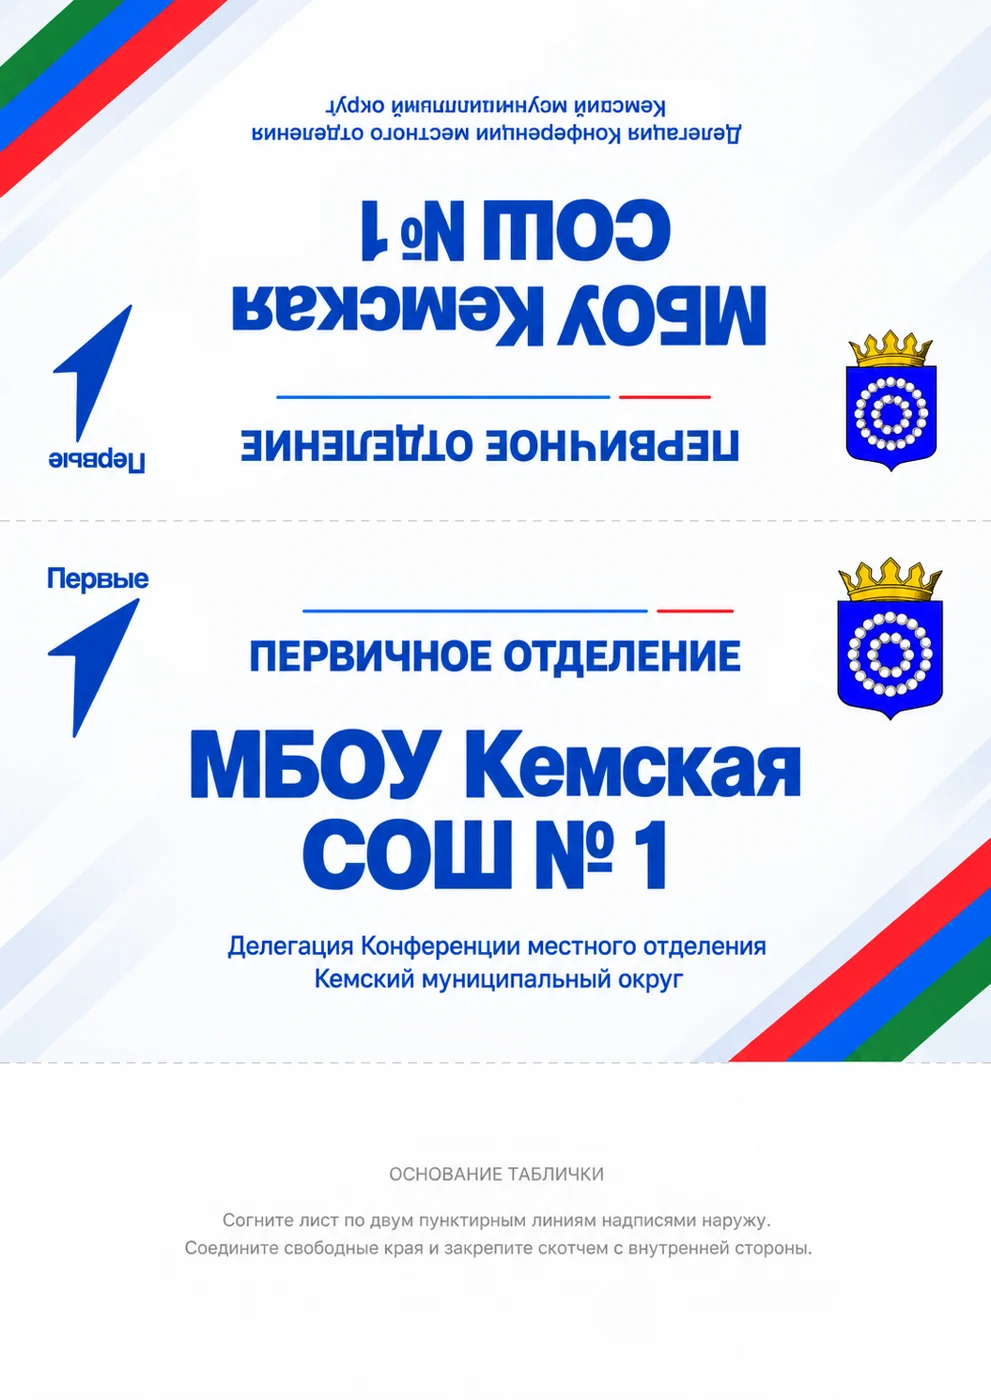 Первые
ПЕРВИЧНОЕ ОТДЕЛЕНИЕ
МБОУ Кемская
СОШ № 1
Делегация Конференции местного отделения
Кемский округ
Первые
ПЕРВИЧНОЕ ОТДЕЛЕНИЕ
МБОУ Кемская
СОШ № 1
Делегация Конференции местного отделения
Кемский муниципальный округ
ОСНОВАНИЕ ТАБЛИЧКИ
Согните лист по двум пунктирным линиям надписями наружу.
Соедините свободные края и закрепите скотчем с внутренней стороны.